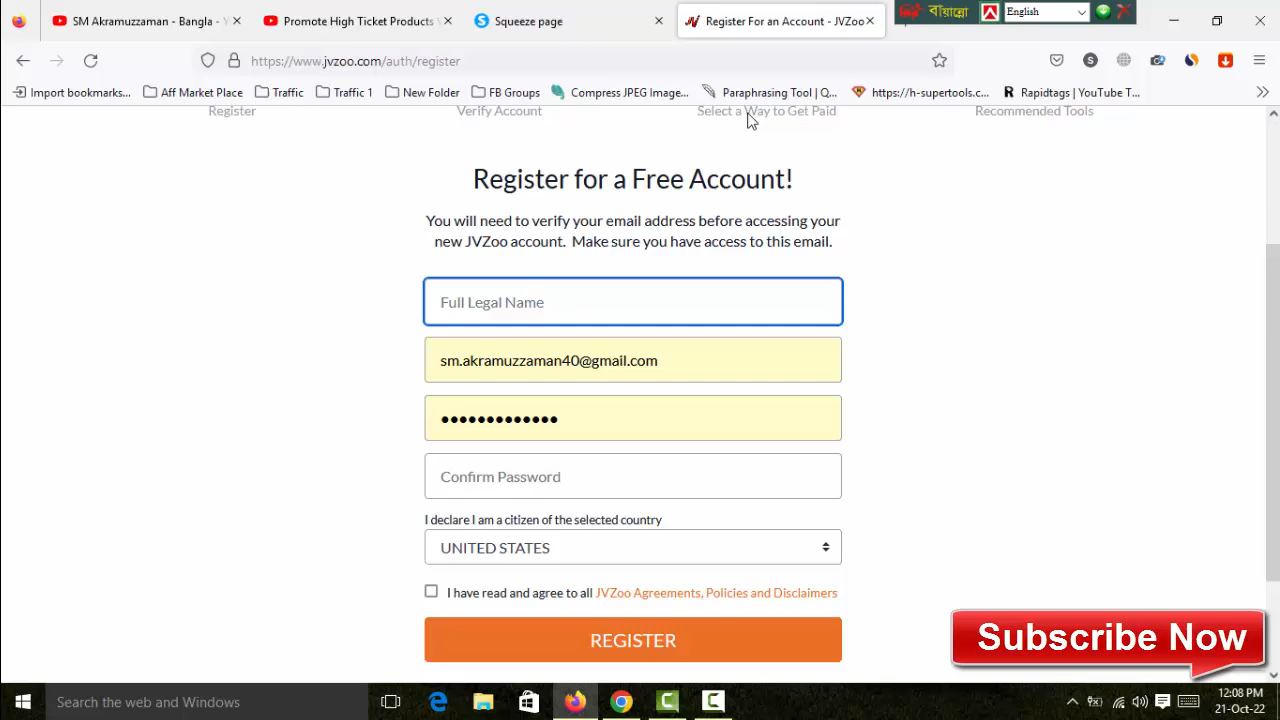 SM Akramuzzaman - Bangla - Y
Promote High Ticket Products V
Squeeze page
Register For an Account - JVZoo
বায়ান্নো
English
https://www.jvzoo.com/auth/register
Import bookmarks...
Aff Market Place
Traffic
Traffic 1
New Folder
FB Groups
Compress JPEG Image...
Paraphrasing Tool | Q...
https://h-supertools.c...
Rapidtags | YouTube T...
Register
Verify Account
Select a Way to Get Paid
Recommended Tools
Register for a Free Account!
You will need to verify your email address before accessing your
new JVZoo account. Make sure you have access to this email.
Full Legal Name
sm.akramuzzaman40@gmail.com
•••••••••••••
Confirm Password
I declare I am a citizen of the selected country
UNITED STATES
I have read and agree to all JVZoo Agreements, Policies and Disclaimers
REGISTER
Subscribe Now
Search the web and Windows
12:08 PM
21-Oct-22